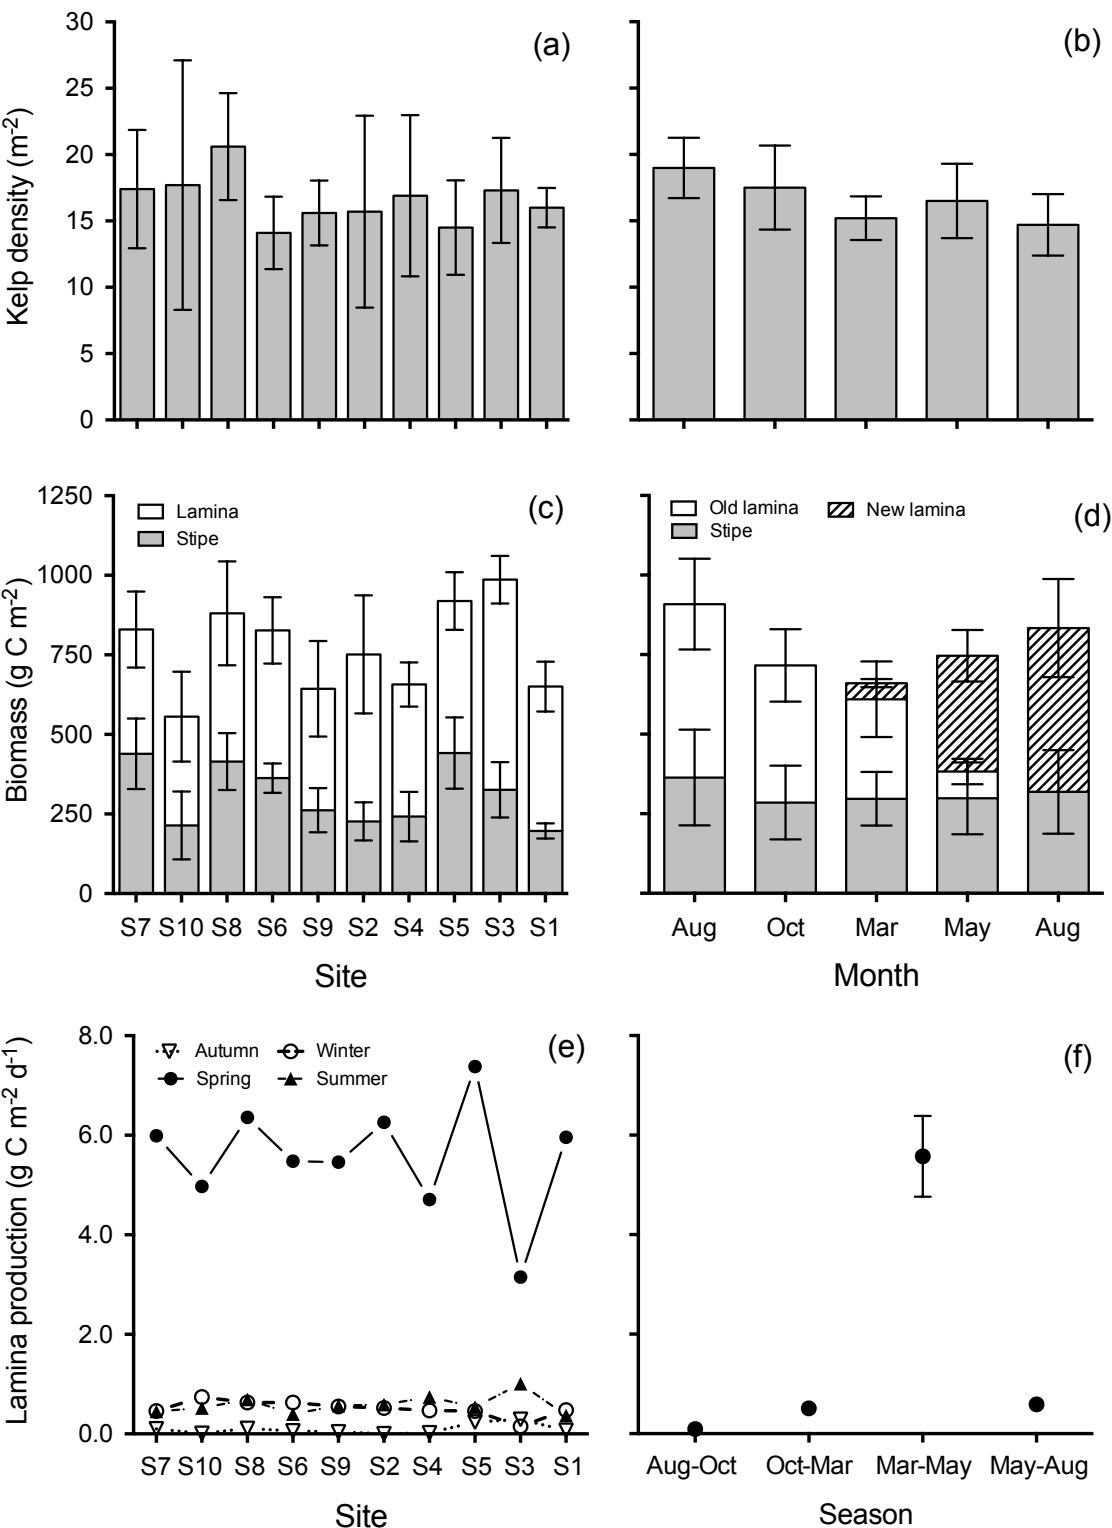 (a)
30
25
20
15
10
5
0
Kelp density (m-2)
(b)
1250
1000
750
500
250
0
Biomass (g C m-2)
Lamina
Stipe
(c)
S7 S10 S8 S6 S9 S2 S4 S5 S3 S1
Site
Old lamina New lamina
Stipe
(d)
Aug Oct Mar May Aug
Month
8.0
6.0
4.0
2.0
0.0
Lamina production (g C m-2 d-1)
Autumn Winter
Spring Summer
(e)
S7 S10 S8 S6 S9 S2 S4 S5 S3 S1
Site
(f)
Aug-Oct Oct-Mar Mar-May May-Aug
Season